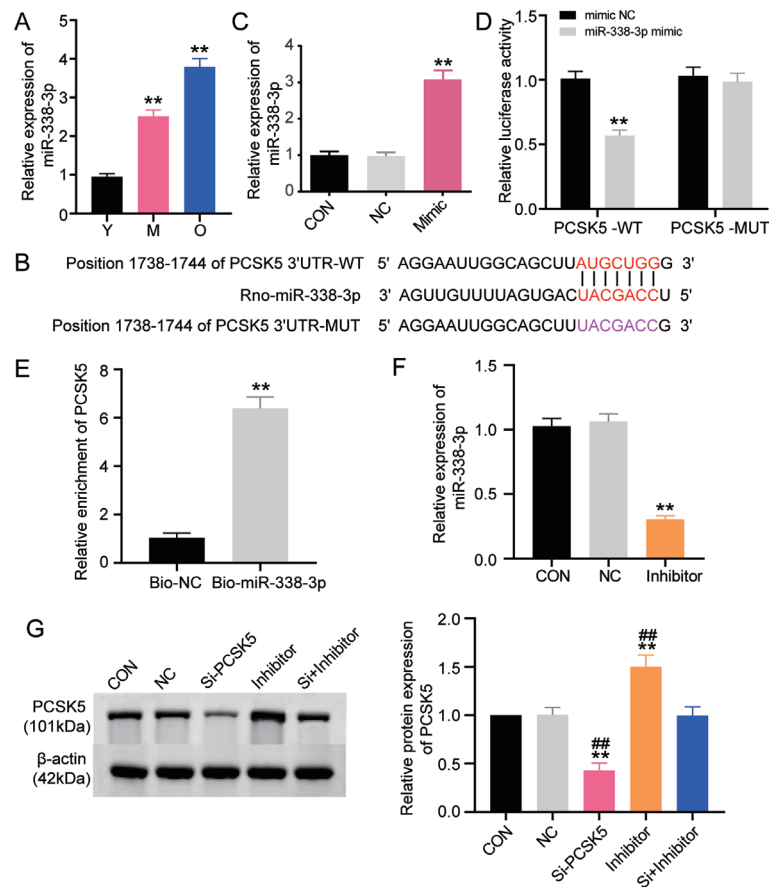 A
Relative expression of
miR-338-3p
5
4
3
2
1
0
**
**
Y
M
O
C
Relative expression of
miR-338-3p
4
3
2
1
0
**
CON
NC
Mimic
D
mimic NC
miR-338-3p mimic
Relative luciferase activity
1.5
1.0
0.5
0.0
**
PCSK5 -WT
PCSK5 -MUT
B
Position 1738-1744 of PCSK5 3'UTR-WT 5' AGGAAUUGGCAGCUUAUGCUGGG 3'
Rno-miR-338-3p 3' AGUUGUUUUAGUGACUACGACCU 5'
Position 1738-1744 of PCSK5 3'UTR-MUT 5' AGGAAUUGGCAGCUUUACGACCG 3'
E
Relative enrichment of PCSK5
8
6
4
2
0
**
Bio-NC
Bio-miR-338-3p
F
Relative expression of
miR-338-3p
1.5
1.0
0.5
0.0
**
CON
NC
Inhibitor
G
CON
NC
Si-PCSK5
Inhibitor
Si+Inhibitor
PCSK5
(101kDa)
β-actin
(42kDa)
Relative protein expression
of PCSK5
2.0
1.5
1.0
0.5
0.0
##
**
##
**
CON
NC
Si-PCSK5
Inhibitor
Si+Inhibitor